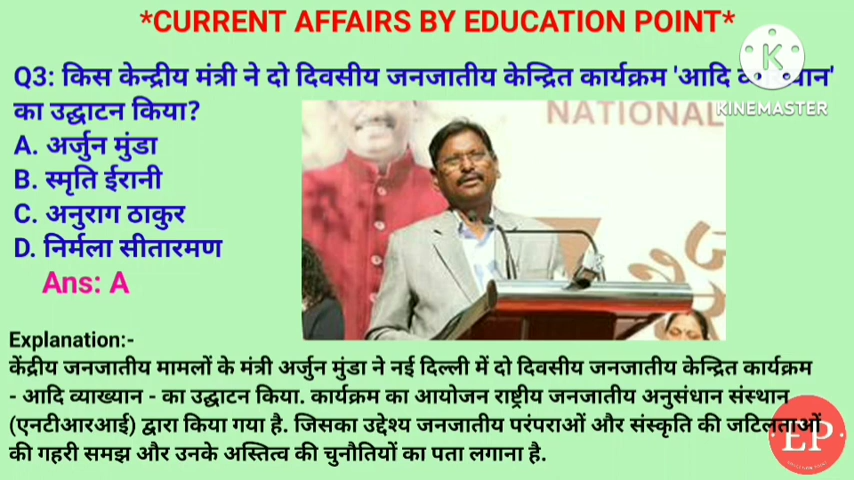 *CURRENT AFFAIRS BY EDUCATION POINT*
Q3: किस केन्द्रीय मंत्री ने दो दिवसीय जनजातीय केन्द्रित कार्यक्रम 'आदि
का उद्घाटन किया?
A. अर्जुन मुंडा
B. स्मृति ईरानी
C. अनुराग ठाकुर
D. निर्मला सीतारमण
Ans: A
K
KINEMASTER
NATIONAL
Explanation:-
केंद्रीय जनजातीय मामलों के मंत्री अर्जुन मुंडा ने नई दिल्ली में दो दिवसीय जनजातीय केन्द्रित कार्यक्रम
- आदि व्याख्यान - का उद्घाटन किया. कार्यक्रम का आयोजन राष्ट्रीय जनजातीय अनुसंधान संस्थान
(एनटीआरआई) द्वारा किया गया है. जिसका उद्देश्य जनजातीय परंपराओं और संस्कृति की जटिलताओं
की गहरी समझ और उनके अस्तित्व की चुनौतियों का पता लगाना है.
EP